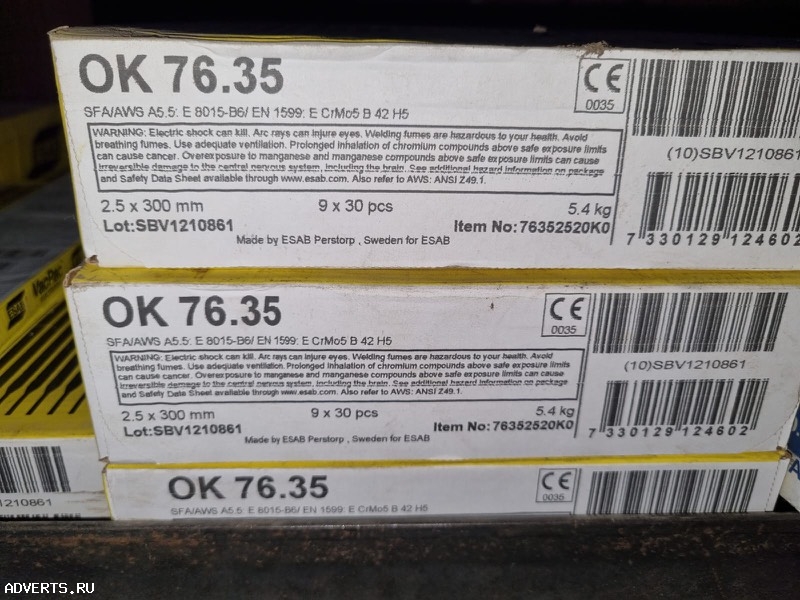 OK 76.35
CE
0035
SFA/AWS A5.5: E 8015-B6/ EN 1599: E CrMo5 B 42 H5
WARNING: Electric shock can kill. Arc rays can injure eyes. Welding fumes are hazardous to your health. Avoid
breathing fumes. Use adequate ventilation. Prolonged inhalation of chromium compounds above safe exposure limits
can cause cancer. Overexposure to manganese and manganese compounds above safe exposure limits can cause
irreversible damage to the central nervous system, including the brain. See additional hazard information on package
and Safety Data Sheet available through www.esab.com. Also refer to AWS: ANSI Z49.1.
(10)SBV1210861
2.5 x 300 mm 9 x 30 pcs 5.4 kg
Lot:SBV1210861 Item No:76352520K0
Made by ESAB Perstorp , Sweden for ESAB
7 330129 124602
OK 76.35
CE
0035
SFA/AWS A5.5: E 8015-B6/ EN 1599: E CrMo5 B 42 H5
WARNING: Electric shock can kill. Arc rays can injure eyes. Welding fumes are hazardous to your health. Avoid
breathing fumes. Use adequate ventilation. Prolonged inhalation of chromium compounds above safe exposure limits
can cause cancer. Overexposure to manganese and manganese compounds above safe exposure limits can cause
irreversible damage to the central nervous system, including the brain. See additional hazard information on package
and Safety Data Sheet available through www.esab.com. Also refer to AWS: ANSI Z49.1.
(10)SBV1210861
2.5 x 300 mm 9 x 30 pcs 5.4 kg
Lot:SBV1210861 Item No:76352520K0
Made by ESAB Perstorp , Sweden for ESAB
7 330129 124602
ESAB VacPac
OK 76.35
CE
0035
SFA/AWS A5.5: E 8015-B6/ EN 1599: E CrMo5 B 42 H5
1210861
ADVERTS.RU